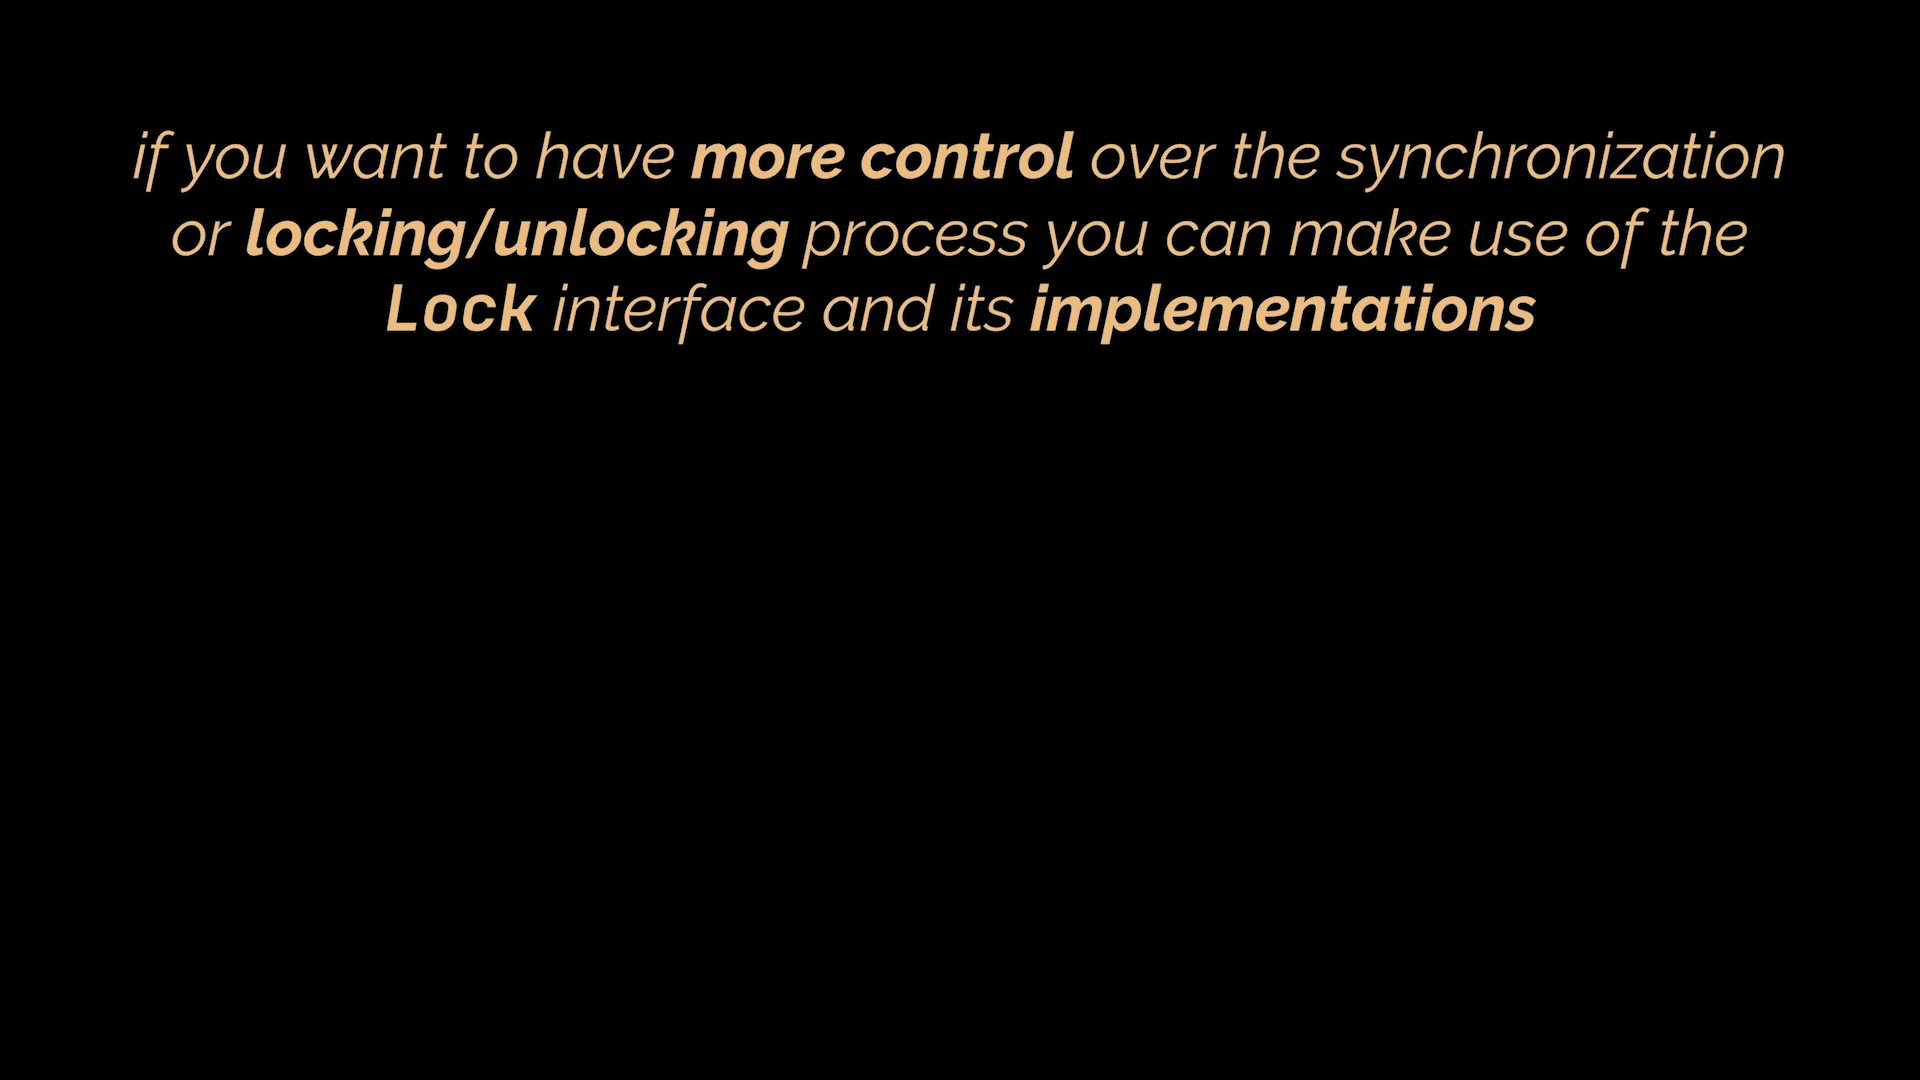 if you want to have more control over the synchronization
or locking/unlocking process you can make use of the
Lock interface and its implementations